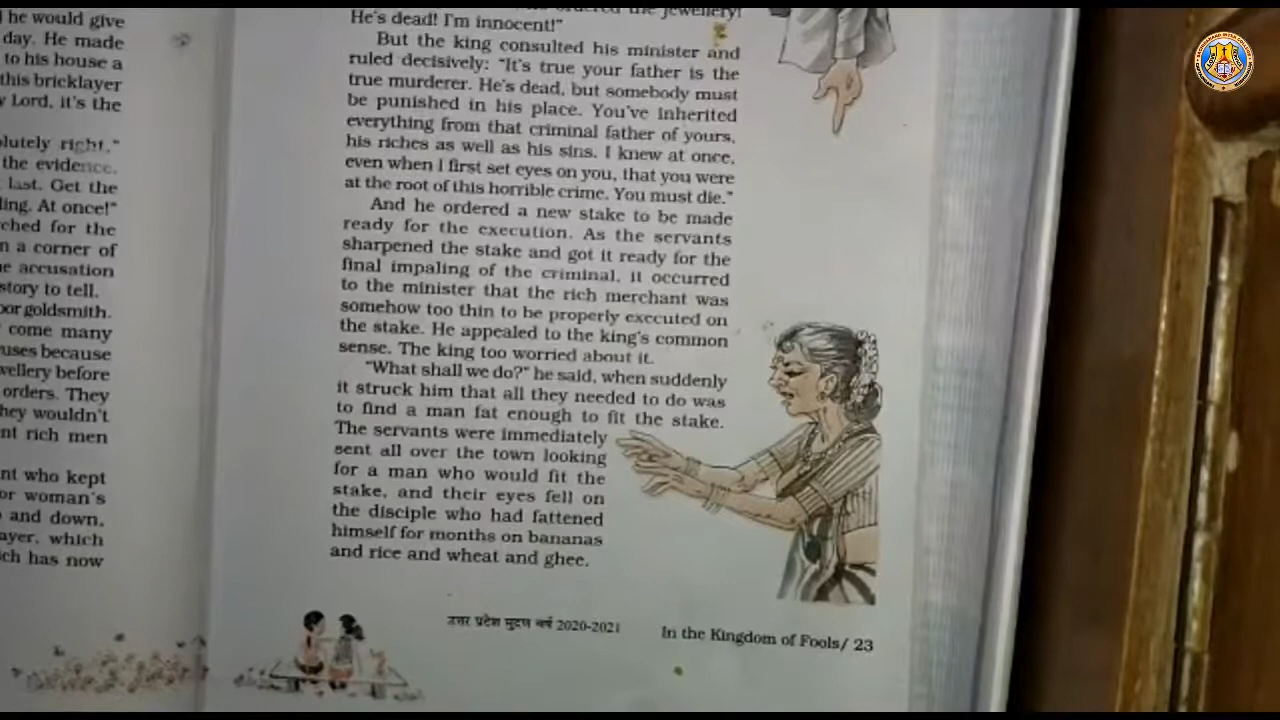 he would give
day. He made
to his house a
this bricklayer
Lord, it's the
right."
the evidence.
last. Get the
At once!"
for the
a corner of
accusation
story to tell.
goldsmith.
come many
because
before
orders. They
wouldn't
rich men
who kept
woman's
and down,
which
has now
the jewellery!
He's dead! I'm innocent!"
But the king consulted his minister and
ruled decisively: "It's true your father is the
true murderer. He's dead, but somebody must
be punished in his place. You've inherited
everything from that criminal father of yours,
his riches as well as his sins. I knew at once,
even when I first set eyes on you, that you were
at the root of this horrible crime. You must die."
And he ordered a new stake to be made
ready for the execution. As the servants
sharpened the stake and got it ready for the
final impaling of the criminal, it occurred
to the minister that the rich merchant was
somehow too thin to be properly executed on
the stake. He appealed to the king's common
sense. The king too worried about it.
"What shall we do?" he said, when suddenly
it struck him that all they needed to do was
to find a man fat enough to fit the stake.
The servants were immediately
sent all over the town looking
for a man who would fit the
stake, and their eyes fell on
the disciple who had fattened
himself for months on bananas
and rice and wheat and ghee.
उत्तर प्रदेश मुद्रण वर्ष 2020-2021
In the Kingdom of Fools/ 23